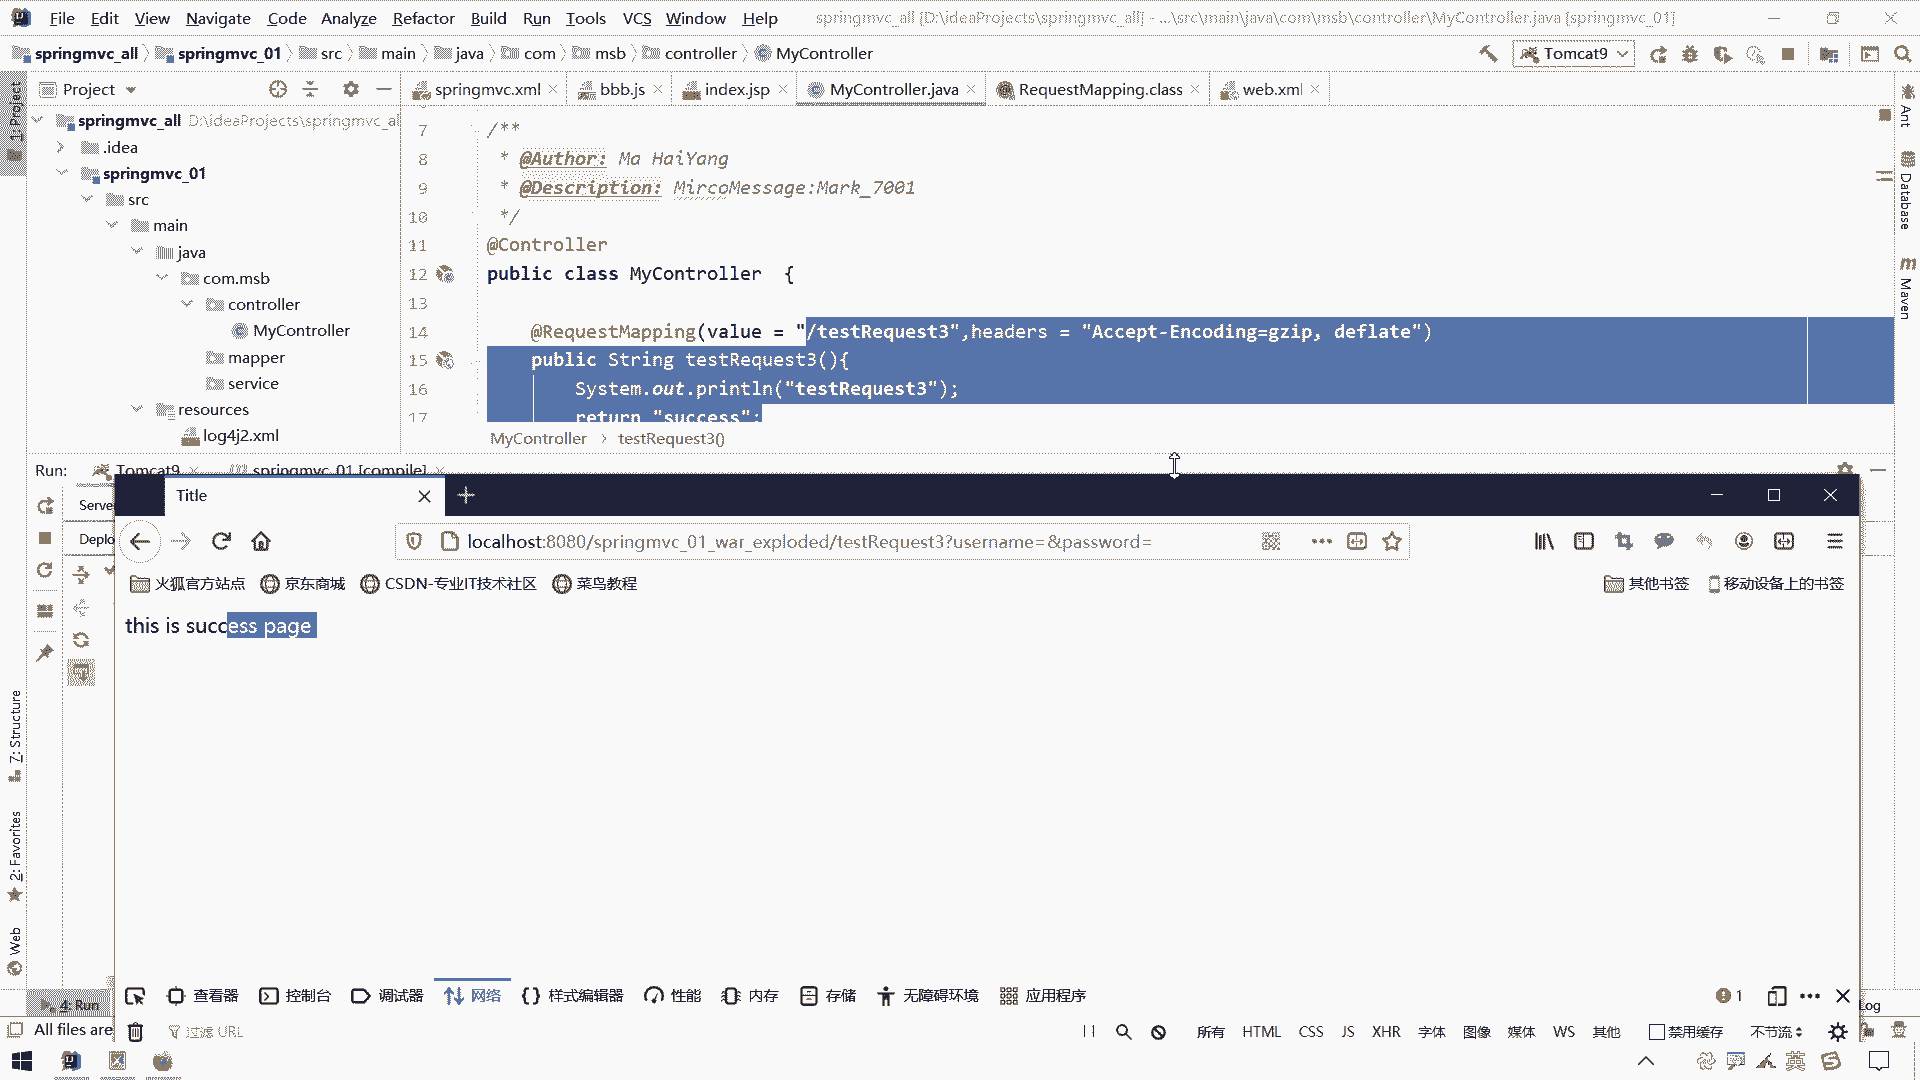 File Edit View Navigate Code Analyze Refactor Build Run Tools VCS Window Help springmvc_all [D:\ideaProjects\springmvc_all] - ...\src\main\java\com\msb\controller\MyController.java [springmvc_01]
springmvc_all springmvc_01 src main java com msb controller MyController Tomcat9
Project springmvc.xml bbb.js index.jsp MyController.java RequestMapping.class web.xml
1: Project
Ant
Database
Maven
springmvc_all D:\ideaProjects\springmvc_al
.idea
springmvc_01
src
main
java
com.msb
controller
MyController
mapper
service
resources
log4j2.xml
7 /**
8 * @Author: Ma HaiYang
9 * @Description: MircoMessage:Mark_7001
10 */
11 @Controller
12 public class MyController {
13
14 @RequestMapping(value = "/testRequest3",headers = "Accept-Encoding=gzip, deflate")
15 public String testRequest3(){
16 System.out.println("testRequest3");
17 return "success";
MyController > testRequest3()
Run: Tomcat9 springmvc_01 [compile]
Serve
Deplo
7: Structure
2: Favorites
Web
4: Run
All files are
Log
Title
localhost:8080/springmvc_01_war_exploded/testRequest3?username=&password=
火狐官方站点 京东商城 CSDN-专业IT技术社区 菜鸟教程 其他书签 移动设备上的书签
this is success page
查看器 控制台 调试器 网络 样式编辑器 性能 内存 存储 无障碍环境 应用程序 1
过滤 URL 所有 HTML CSS JS XHR 字体 图像 媒体 WS 其他 禁用缓存 不节流
英